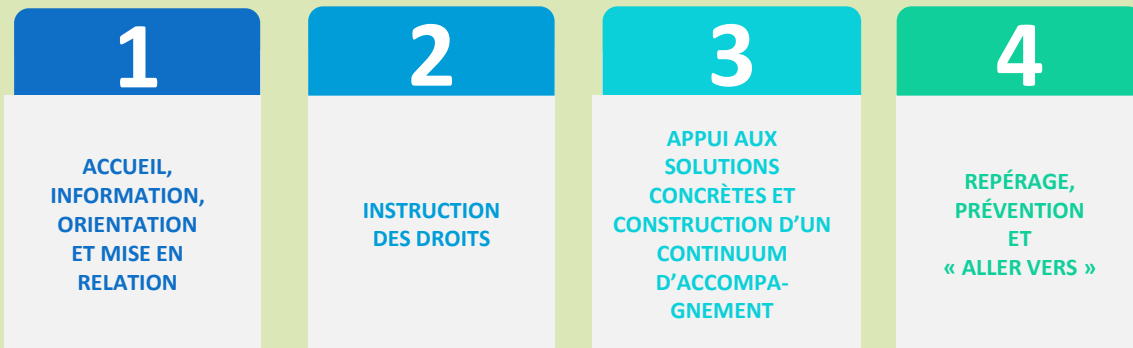 1
ACCUEIL,
INFORMATION,
ORIENTATION
ET MISE EN
RELATION
2
INSTRUCTION
DES DROITS
3
APPUI AUX
SOLUTIONS
CONCRÈTES ET
CONSTRUCTION D’UN
CONTINUUM
D’ACCOMPA-
GNEMENT
4
REPÉRAGE,
PRÉVENTION
ET
« ALLER VERS »